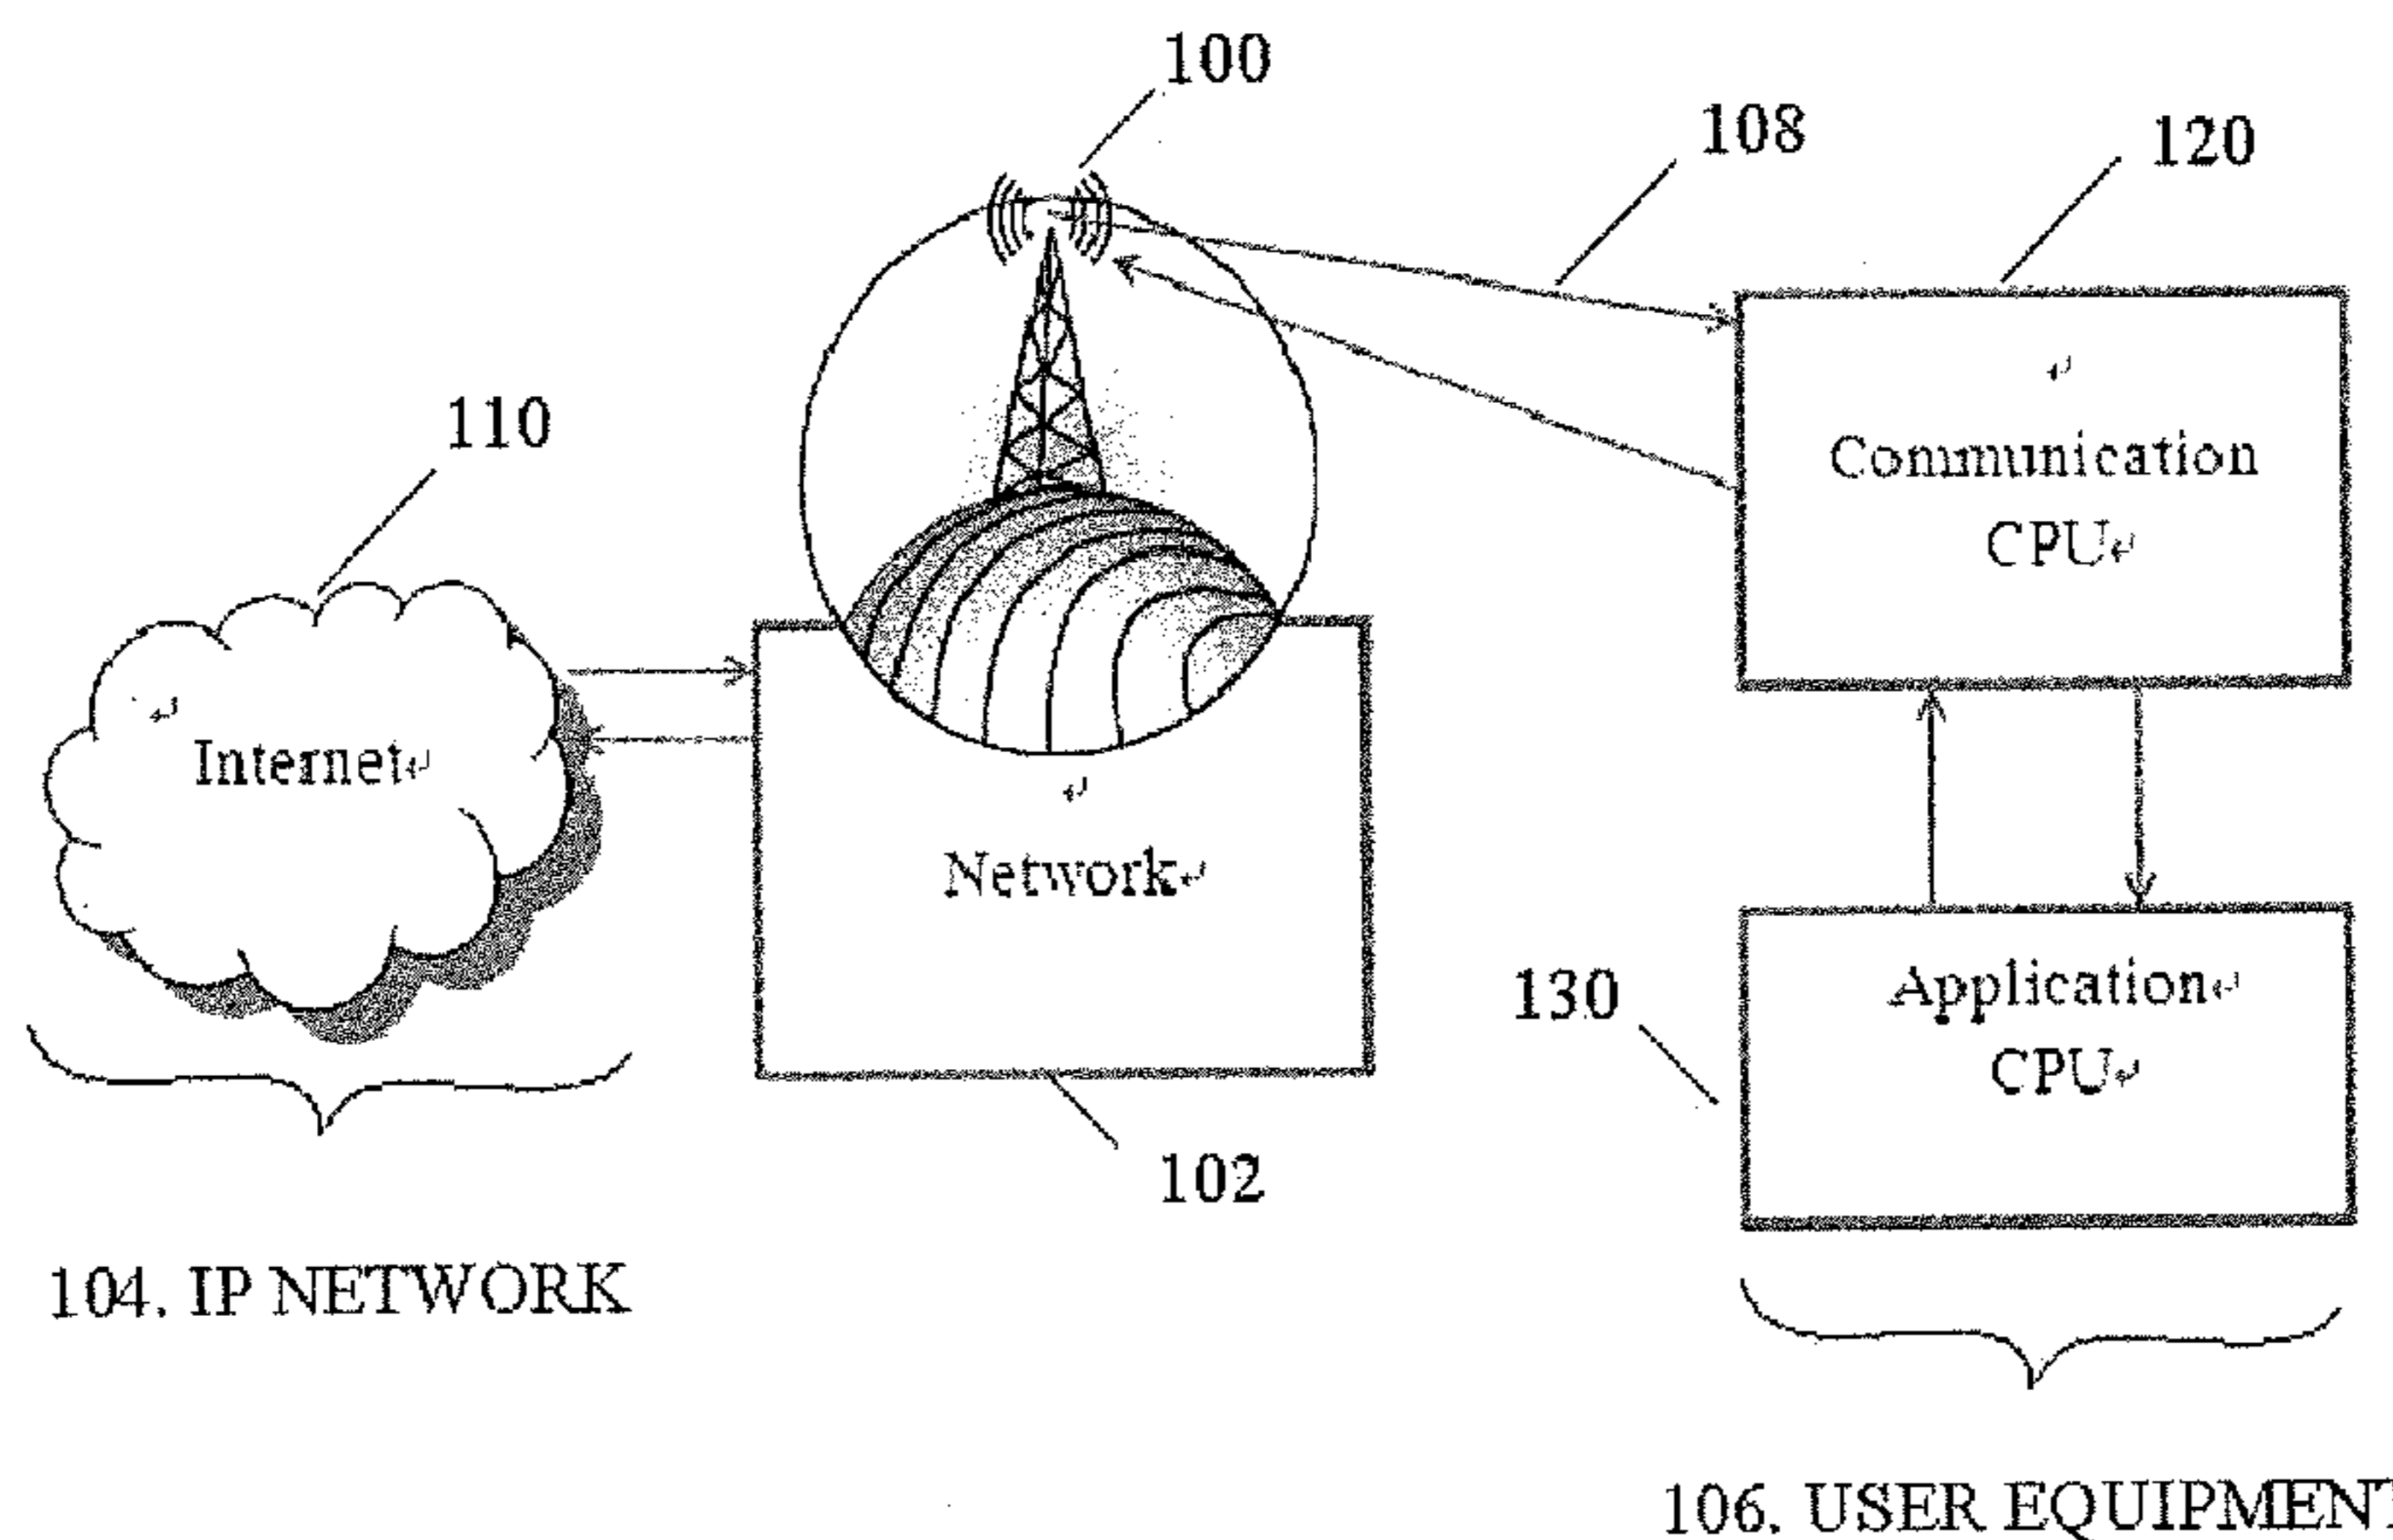 100
108
120
110
Communication
CPU
Internet
Network
Application
CPU
130
102
104. IP NETWORK
106. USER EQUIPMENT